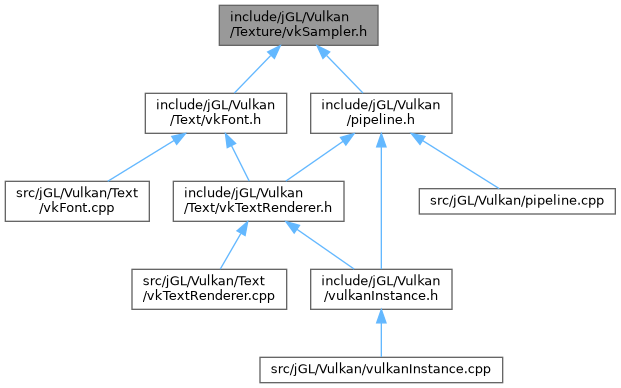 include/jGL/Vulkan
/Texture/vkSampler.h
include/jGL/Vulkan
/Text/vkFont.h
include/jGL/Vulkan
/pipeline.h
src/jGL/Vulkan/Text
/vkFont.cpp
include/jGL/Vulkan
/Text/vkTextRenderer.h
src/jGL/Vulkan/pipeline.cpp
src/jGL/Vulkan/Text
/vkTextRenderer.cpp
include/jGL/Vulkan
/vulkanInstance.h
src/jGL/Vulkan/vulkanInstance.cpp